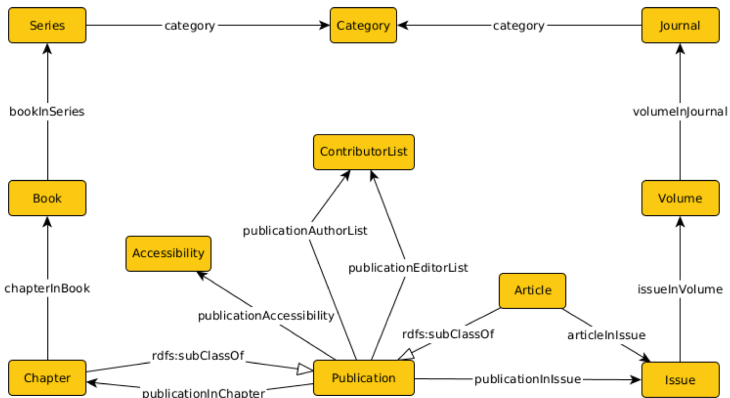 Series
category
Category
category
Journal
bookInSeries
volumeInJournal
ContributorList
Book
Volume
publicationAuthorList
Accessibility
publicationEditorList
chapterInBook
Article
issueInVolume
publicationAccessibility
rdfs:subClassOf
articleInIssue
rdfs:subClassOf
Chapter
Publication
publicationInIssue
Issue
publicationInChapter